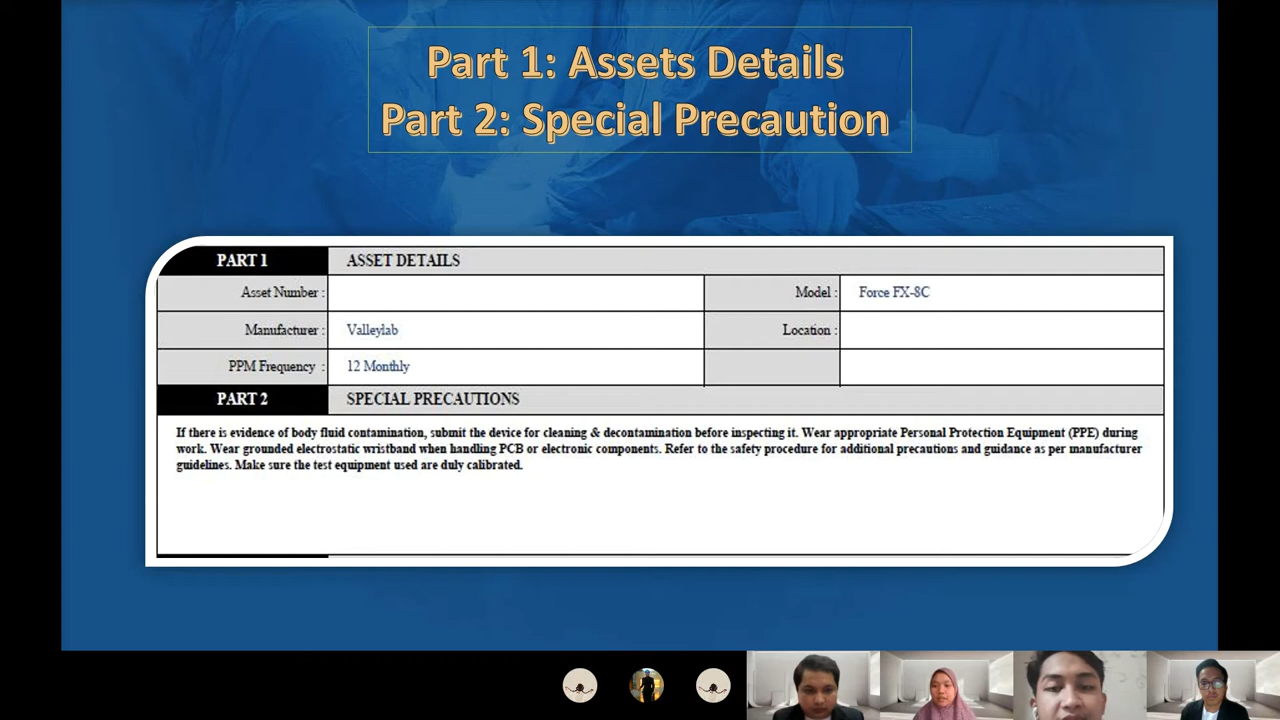 Part 1: Assets Details
Part 2: Special Precaution
PART 1 ASSET DETAILS
Asset Number : Model : Force FX-8C
Manufacturer : Valleylab Location :
PPM Frequency : 12 Monthly
PART 2 SPECIAL PRECAUTIONS
If there is evidence of body fluid contamination, submit the device for cleaning & decontamination before inspecting it. Wear appropriate Personal Protection Equipment (PPE) during
work. Wear grounded electrostatic wristband when handling PCB or electronic components. Refer to the safety procedure for additional precautions and guidance as per manufacturer
guidelines. Make sure the test equipment used are duly calibrated.